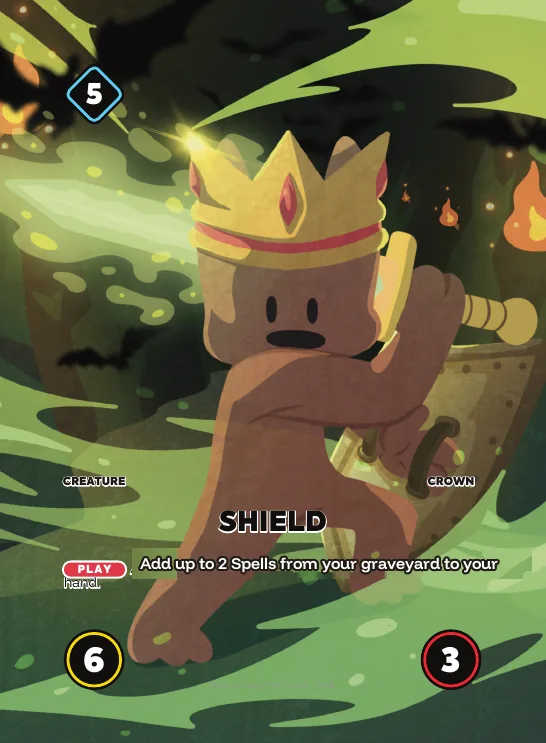 5
CREATURE
CROWN
SHIELD
PLAY Add up to 2 Spells from your graveyard to your
hand.
6
3